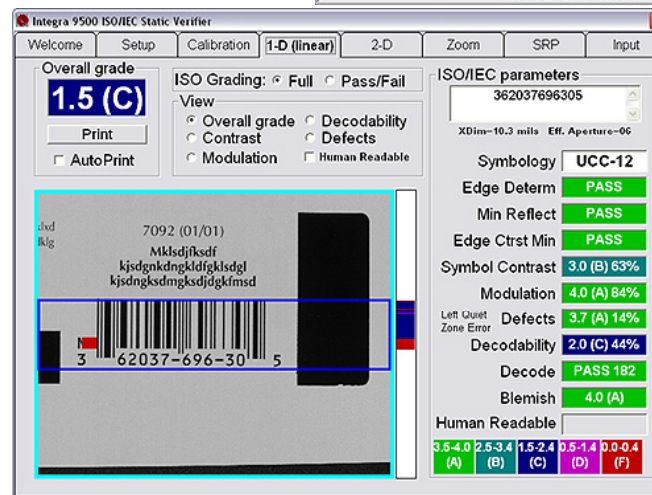 Integra 9500 ISO/IEC Static Verifier
Welcome Setup Calibration 1-D (linear) 2-D Zoom SRP Input
Overall grade
1.5 (C)
Print
AutoPrint
ISO Grading: Full Pass/Fail
View
Overall grade Decodability
Contrast Defects
Modulation Human Readable
7092 (01/01)
Mklsdjfksdf
kjsdgnkdngkldfgklsdgl
kjsdngksdmgksdjdgkfmsd
3 62037-696-30 5
ISO/IEC parameters
362037696305
XDim-10.3 mils Eff. Aperture-06
Symbology UCC-12
Edge Determ PASS
Min Reflect PASS
Edge Ctrst Min PASS
Symbol Contrast 3.0 (B) 63%
Modulation 4.0 (A) 84%
Left Quiet Zone Error Defects 3.7 (A) 14%
Decodability 2.0 (C) 44%
Decode PASS 182
Blemish 4.0 (A)
Human Readable
3.5-4.0 2.5-3.4 1.5-2.4 0.5-1.4 0.0-0.4
(A) (B) (C) (D) (F)